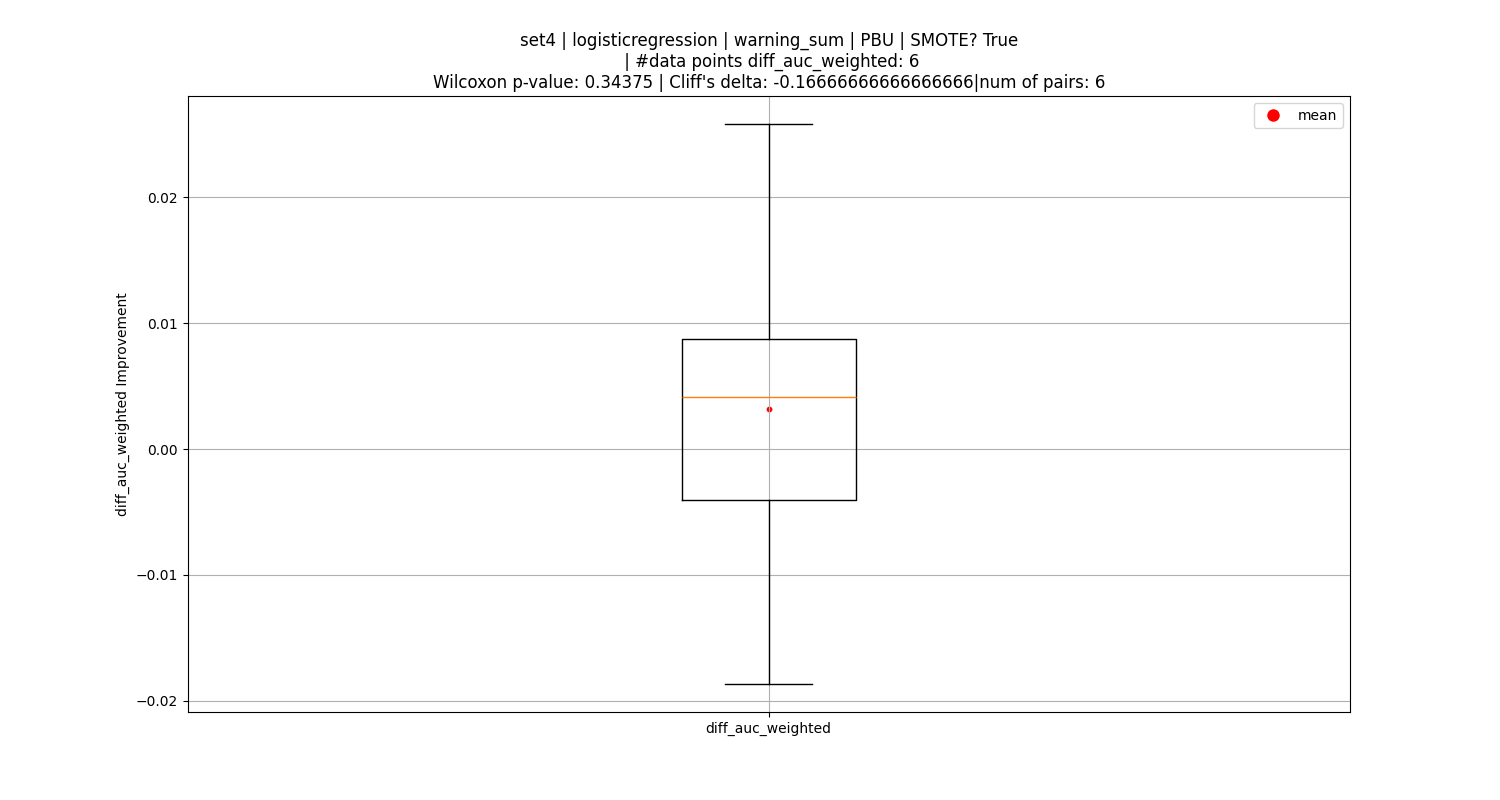 set4 | logisticregression | warning_sum | PBU | SMOTE? True
| #data points diff_auc_weighted: 6
Wilcoxon p-value: 0.34375 | Cliff's delta: -0.16666666666666666|num of pairs: 6
mean
0.02
0.01
0.00
−0.01
−0.02
diff_auc_weighted Improvement
diff_auc_weighted